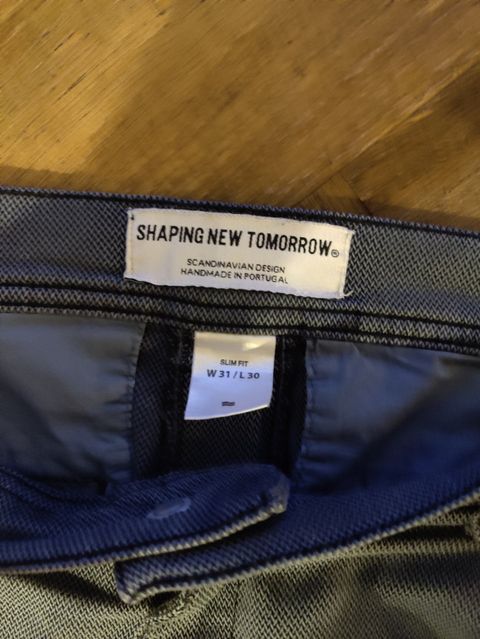 SHAPING NEW TOMORROW®
SCANDINAVIAN DESIGN
HANDMADE IN PORTUGAL
SLIM FIT
W 31 / L 30